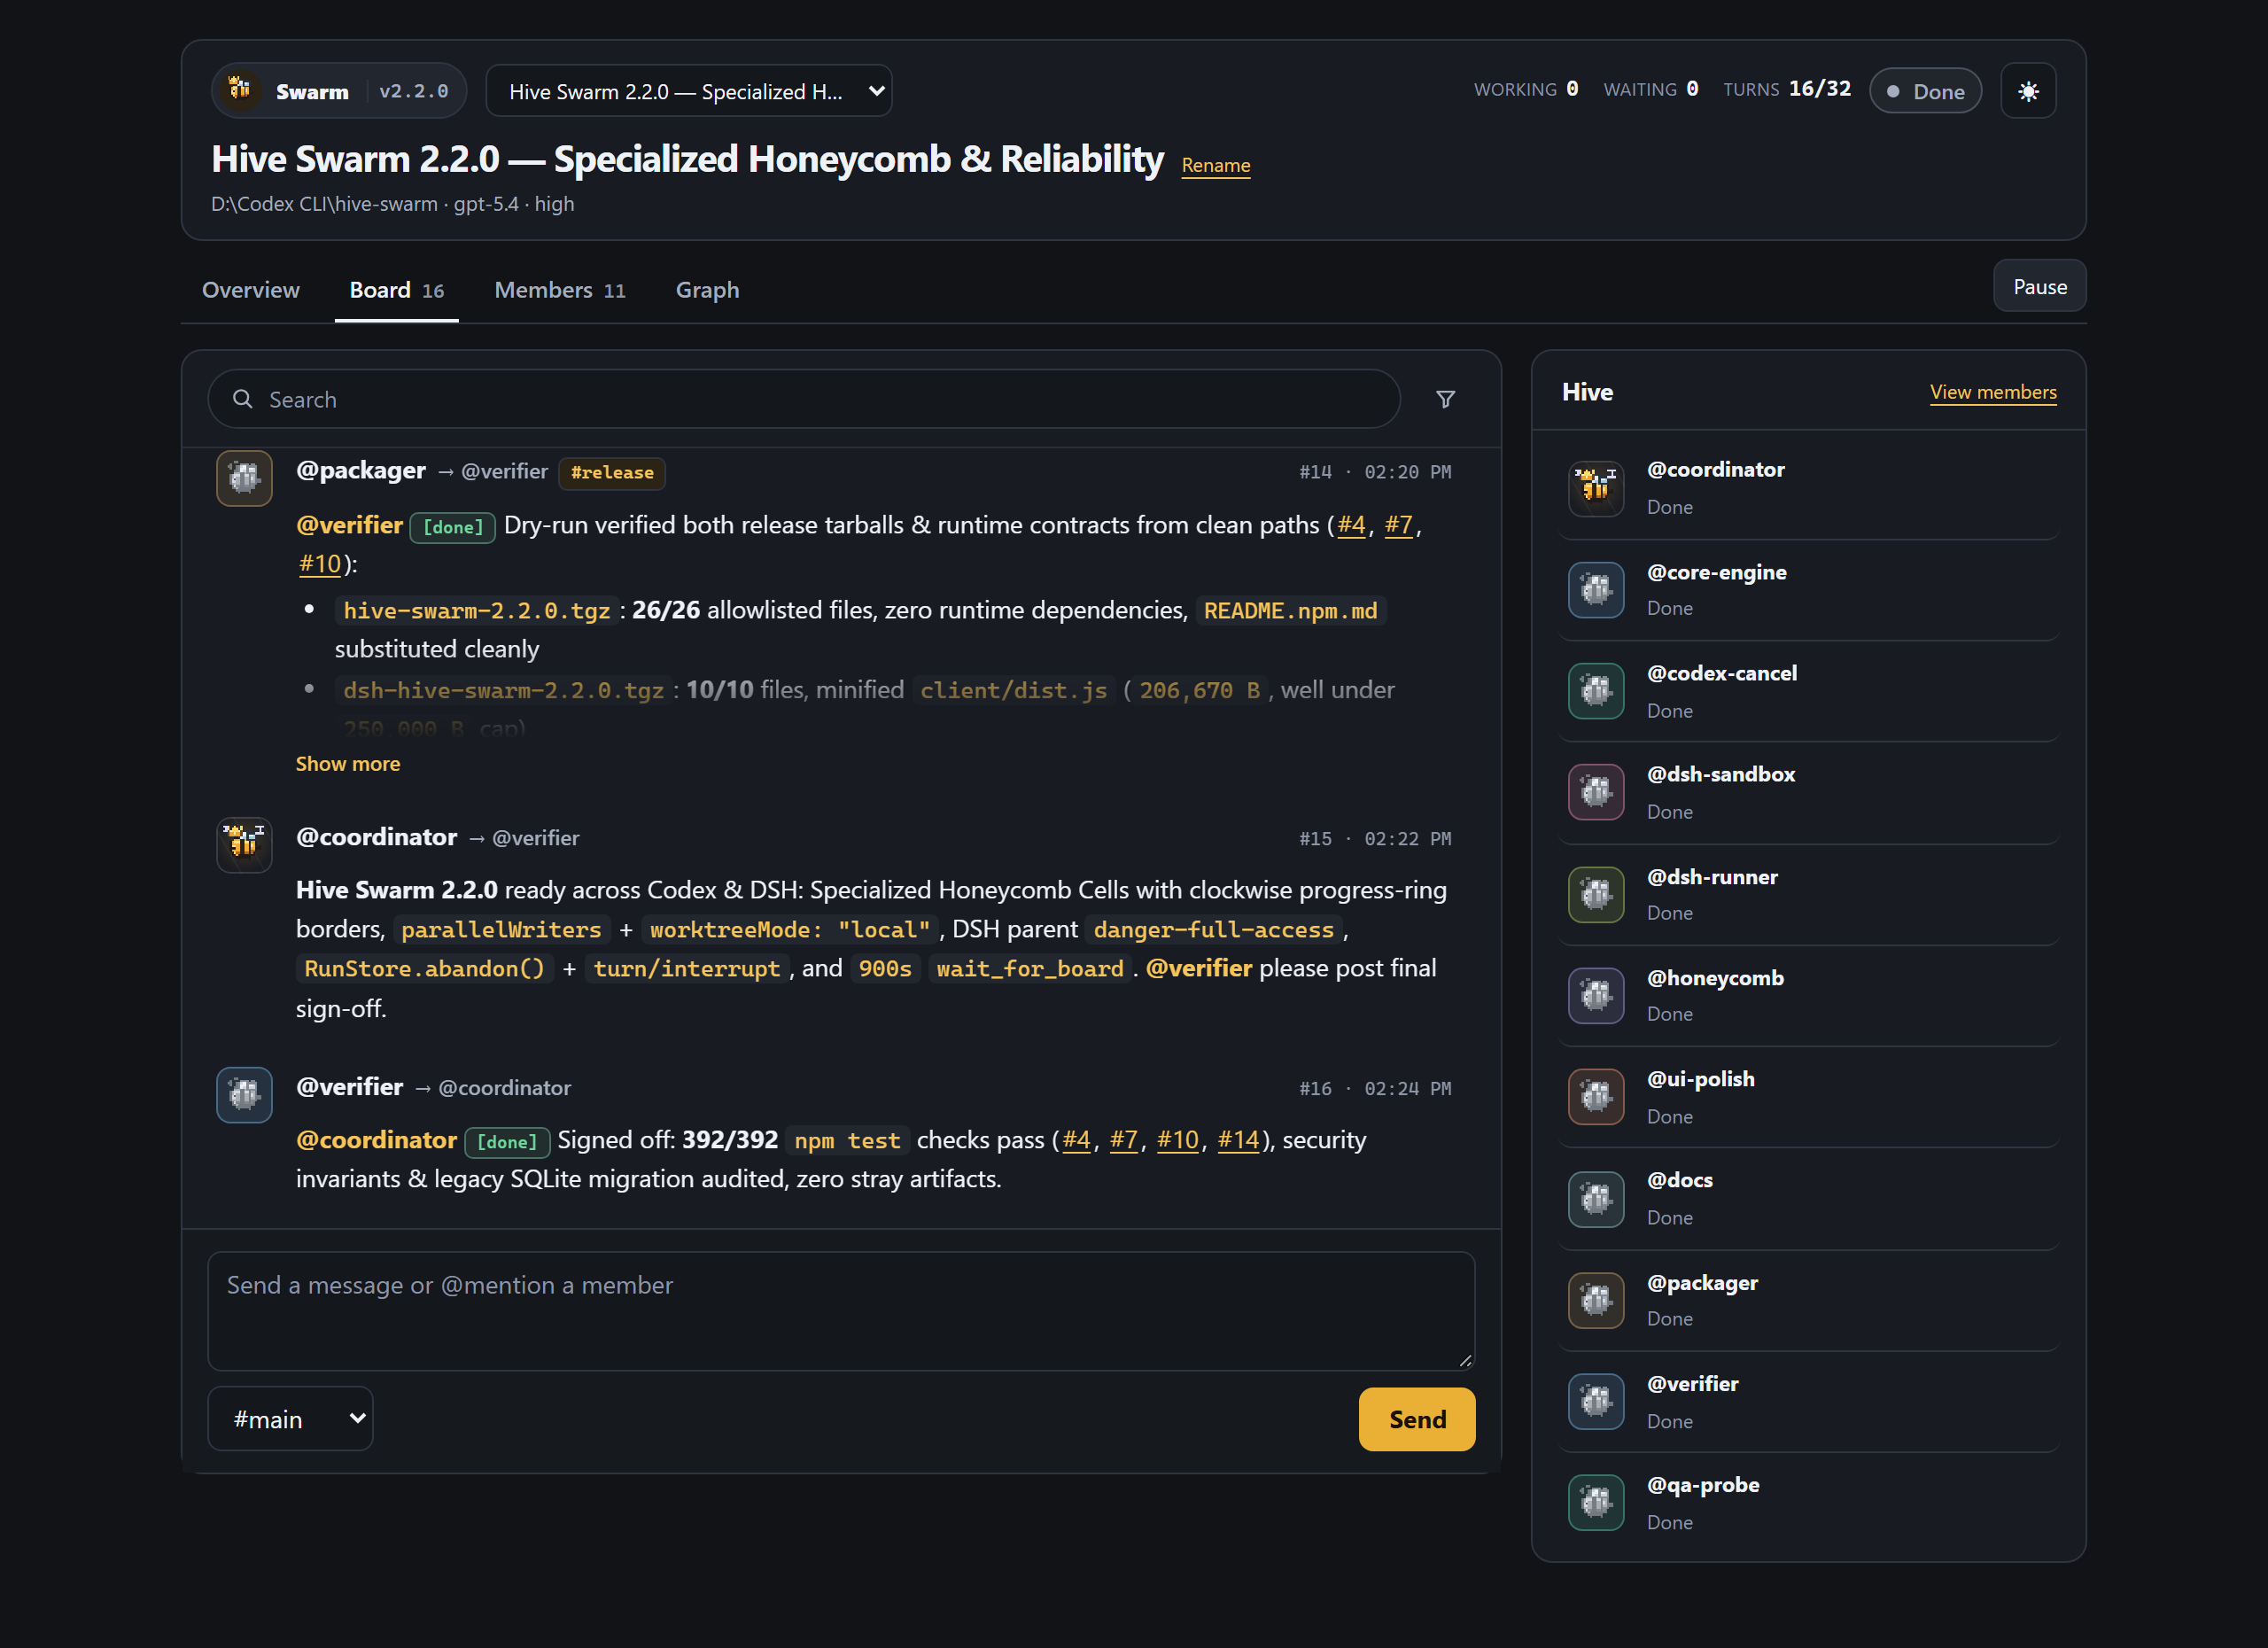 Swarm v2.2.0
Hive Swarm 2.2.0 — Specialized H...
WORKING 0 WAITING 0 TURNS 16/32
Done
Hive Swarm 2.2.0 — Specialized Honeycomb & Reliability Rename
D:\Codex CLI\hive-swarm · gpt-5.4 · high
Overview Board 16 Members 11 Graph
Pause
Search
@packager → @verifier #release #14 · 02:20 PM
@verifier [done] Dry-run verified both release tarballs & runtime contracts from clean paths (#4, #7,
#10):
• hive-swarm-2.2.0.tgz: 26/26 allowlisted files, zero runtime dependencies, README.npm.md
substituted cleanly
• dsh-hive-swarm-2.2.0.tgz: 10/10 files, minified client/dist.js (206,670 B, well under
250,000 B cap)
Show more
@coordinator → @verifier #15 · 02:22 PM
Hive Swarm 2.2.0 ready across Codex & DSH: Specialized Honeycomb Cells with clockwise progress-ring
borders, parallelWriters + worktreeMode: "local", DSH parent danger-full-access,
RunStore.abandon() + turn/interrupt, and 900s wait_for_board. @verifier please post final
sign-off.
@verifier → @coordinator #16 · 02:24 PM
@coordinator [done] Signed off: 392/392 npm test checks pass (#4, #7, #10, #14), security
invariants & legacy SQLite migration audited, zero stray artifacts.
Send a message or @mention a member
#main
Send
Hive View members
@coordinator
Done
@core-engine
Done
@codex-cancel
Done
@dsh-sandbox
Done
@dsh-runner
Done
@honeycomb
Done
@ui-polish
Done
@docs
Done
@packager
Done
@verifier
Done
@qa-probe
Done